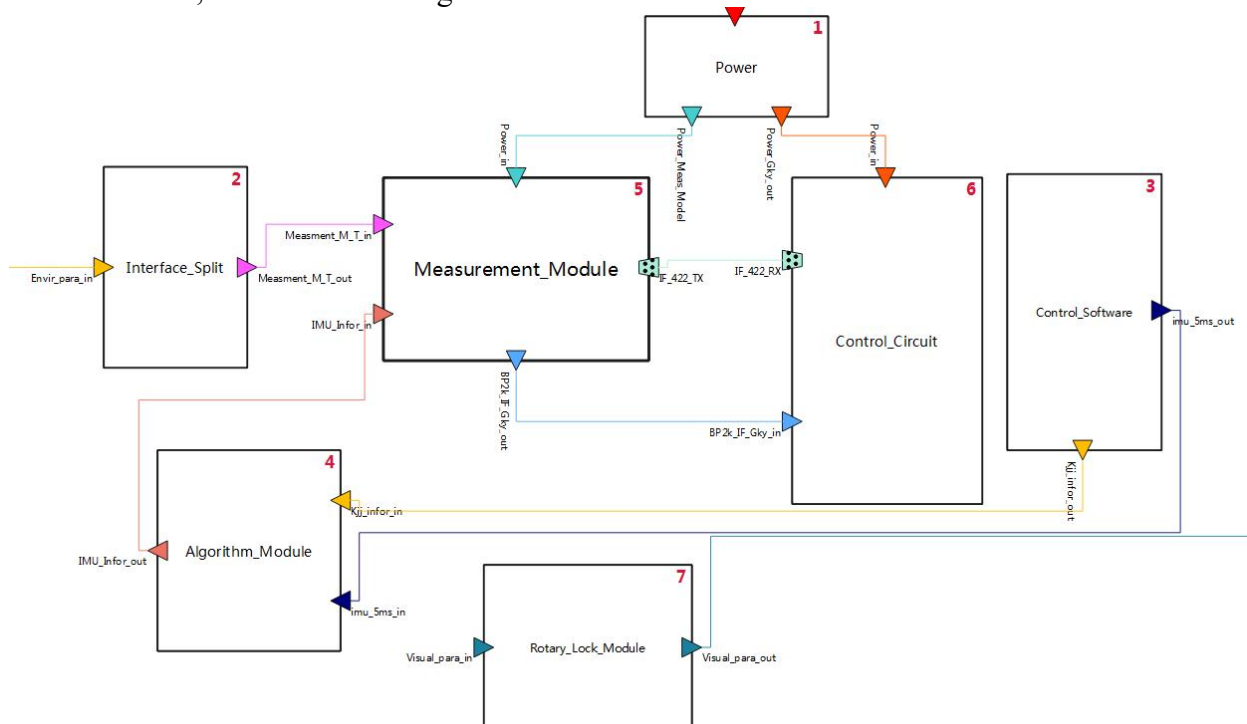 1
Power
Power_in
Power_Meas_Model
Power_Gky_out
Power_in
2
Interface_Split
Envir_para_in
Measment_M_T_out
5
Measurement_Module
Measment_M_T_in
IMU_Infor_in
IF_422_TX
BP2k_IF_Gky_out
6
Control_Circuit
IF_422_RX
BP2k_IF_Gky_in
3
Control_Software
imu_5ms_out
Kjj_infor_out
4
Algorithm_Module
Kjj_infor_in
IMU_Infor_out
imu_5ms_in
7
Rotary_Lock_Module
Visual_para_in
Visual_para_out